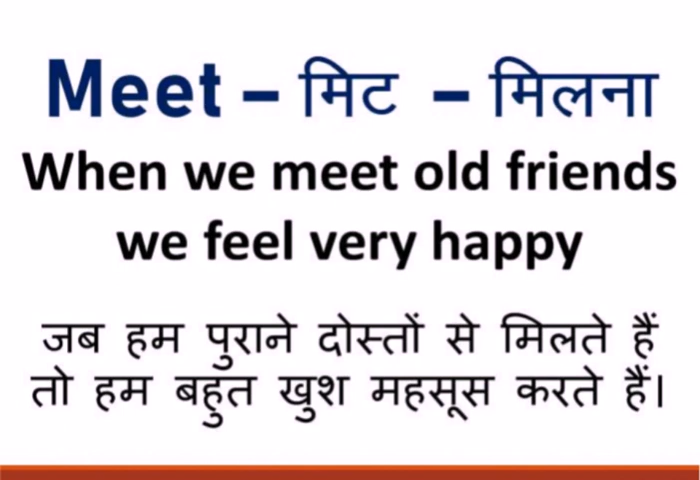 Meet – मिट – मिलना
When we meet old friends
we feel very happy
जब हम पुराने दोस्तों से मिलते हैं
तो हम बहुत खुश महसूस करते हैं।